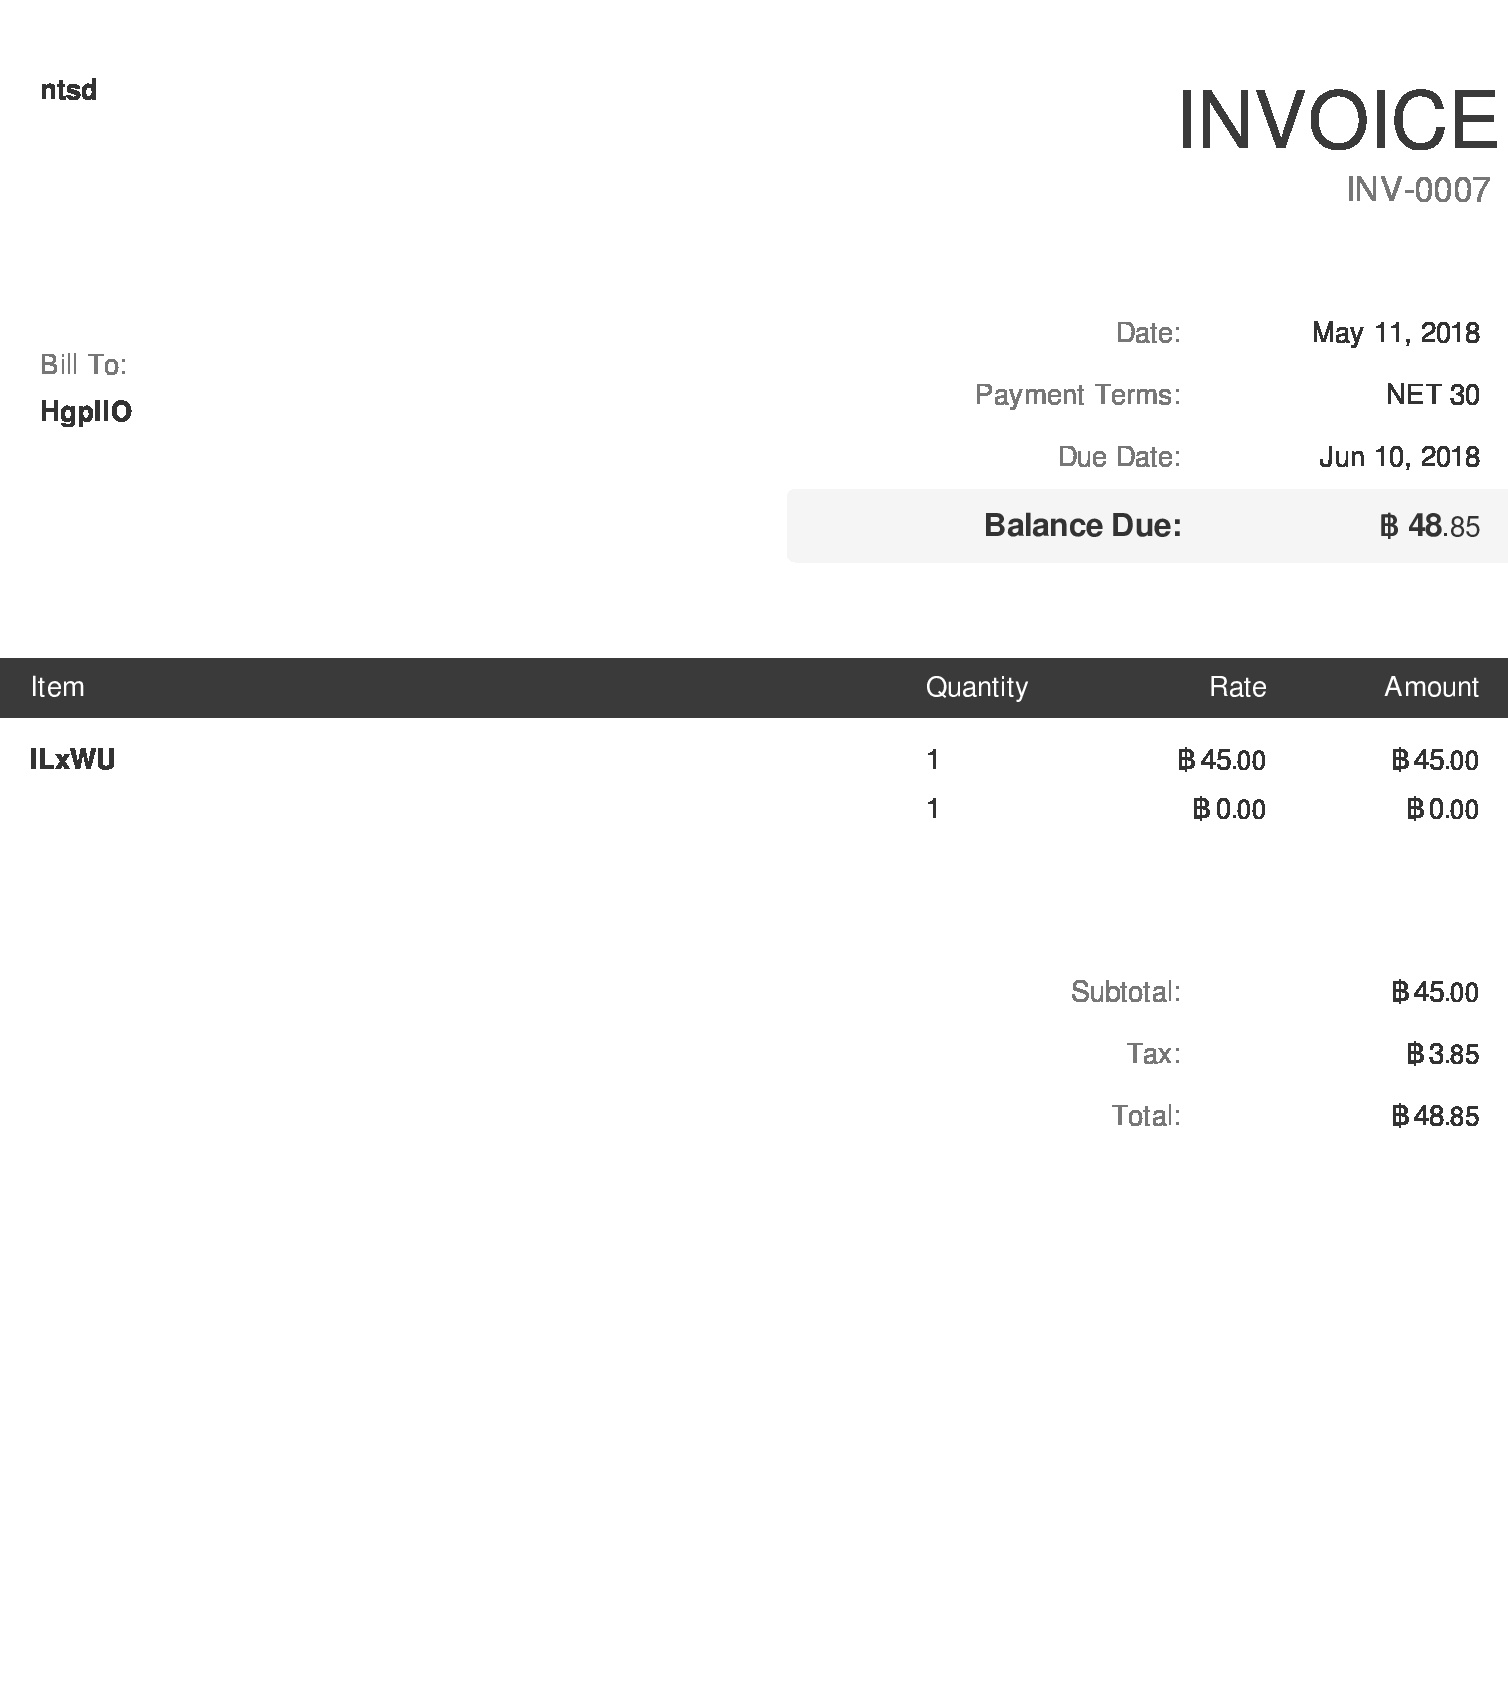 ntsd
INVOICE
INV-0007
Date: May 11, 2018
Bill To:
Payment Terms: NET 30
HgpIIO
Due Date: Jun 10, 2018
Balance Due: ฿ 48.85
Item Quantity Rate Amount
ILxWU 1 ฿ 45.00 ฿ 45.00
1 ฿ 0.00 ฿ 0.00
Subtotal: ฿ 45.00
Tax: ฿ 3.85
Total: ฿ 48.85